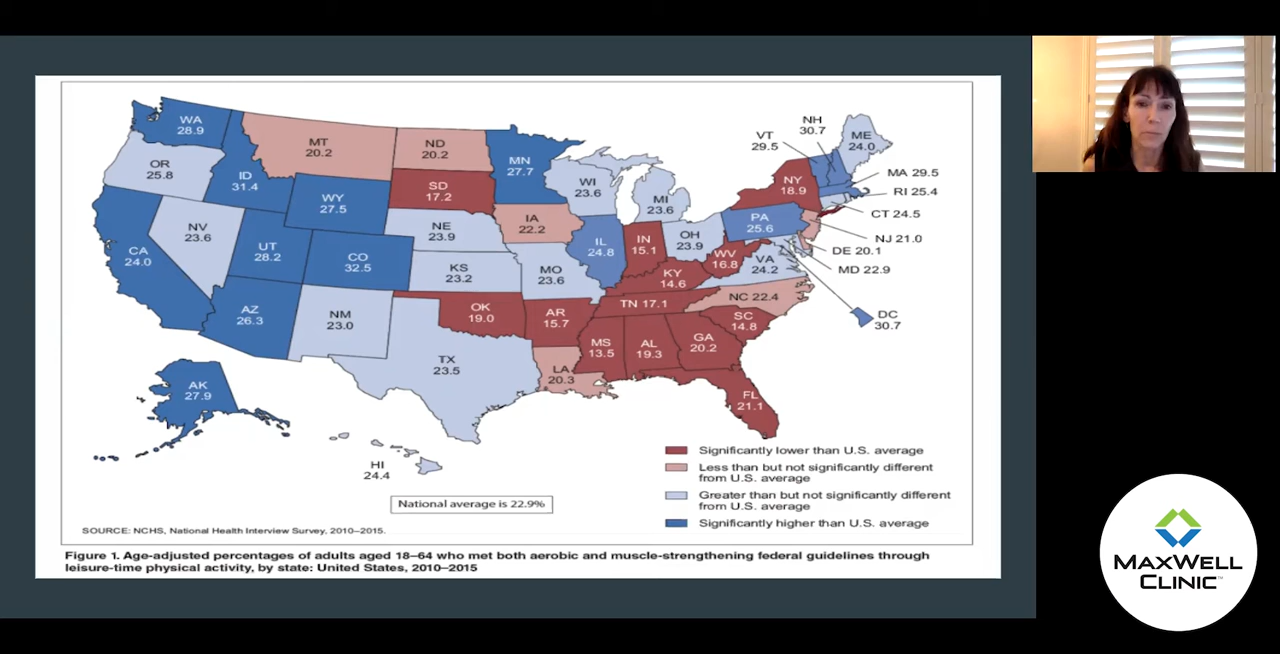 WA
28.9
OR
25.8
ID
31.4
MT
20.2
ND
20.2
SD
17.2
MN
27.7
WY
27.5
NV
23.6
CA
24.0
UT
28.2
CO
32.5
AZ
26.3
NM
23.0
NE
23.9
KS
23.2
IA
22.2
MO
23.6
WI
23.6
MI
23.6
IL
24.8
IN
15.1
OH
23.9
KY
14.6
WV
16.8
VA
24.2
PA
25.6
NY
18.9
VT
29.5
NH
30.7
ME
24.0
MA 29.5
RI 25.4
CT 24.5
NJ 21.0
DE 20.1
MD 22.9
DC
30.7
NC 22.4
TN 17.1
SC
14.8
OK
19.0
AR
15.7
MS
13.5
AL
19.3
GA
20.2
TX
23.5
LA
20.3
FL
21.1
AK
27.9
HI
24.4
Significantly lower than U.S. average
Less than but not significantly different
from U.S. average
Greater than but not significantly different
from U.S. average
Significantly higher than U.S. average
National average is 22.9%
SOURCE: NCHS, National Health Interview Survey, 2010–2015.
Figure 1. Age-adjusted percentages of adults aged 18–64 who met both aerobic and muscle-strengthening federal guidelines through
leisure-time physical activity, by state: United States, 2010–2015
MAXWELL
CLINIC™